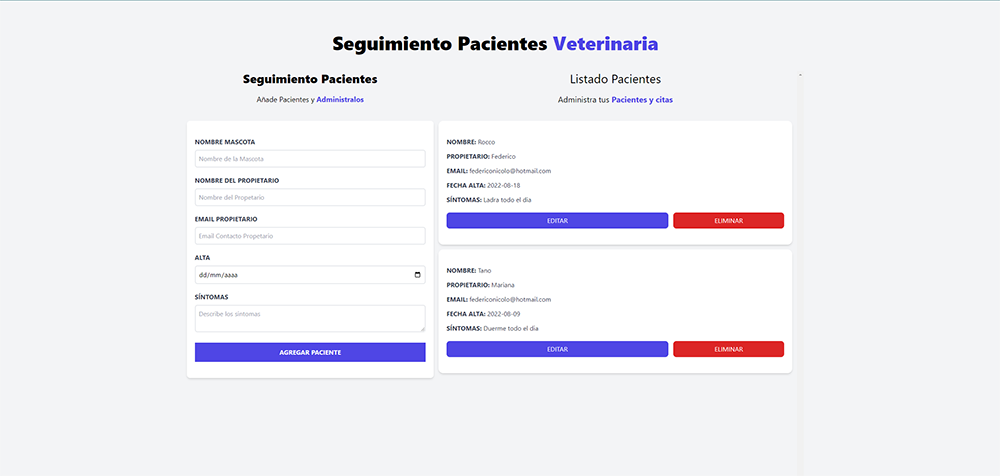 Seguimiento Pacientes Veterinaria
Seguimiento Pacientes
Añade Pacientes y Administralos
NOMBRE MASCOTA
Nombre de la Mascota
NOMBRE DEL PROPIETARIO
Nombre del Propetario
EMAIL PROPIETARIO
Email Contacto Propetario
ALTA
dd/mm/aaaa
SÍNTOMAS
Describe los sintomas
AGREGAR PACIENTE
Listado Pacientes
Administra tus Pacientes y citas
NOMBRE: Rocco
PROPIETARIO: Federico
EMAIL: federiconicolo@hotmail.com
FECHA ALTA: 2022-08-18
SÍNTOMAS: Ladra todo el dia
EDITAR
ELIMINAR
NOMBRE: Tano
PROPIETARIO: Mariana
EMAIL: federiconicolo@hotmail.com
FECHA ALTA: 2022-08-09
SÍNTOMAS: Duerme todo el dia
EDITAR
ELIMINAR